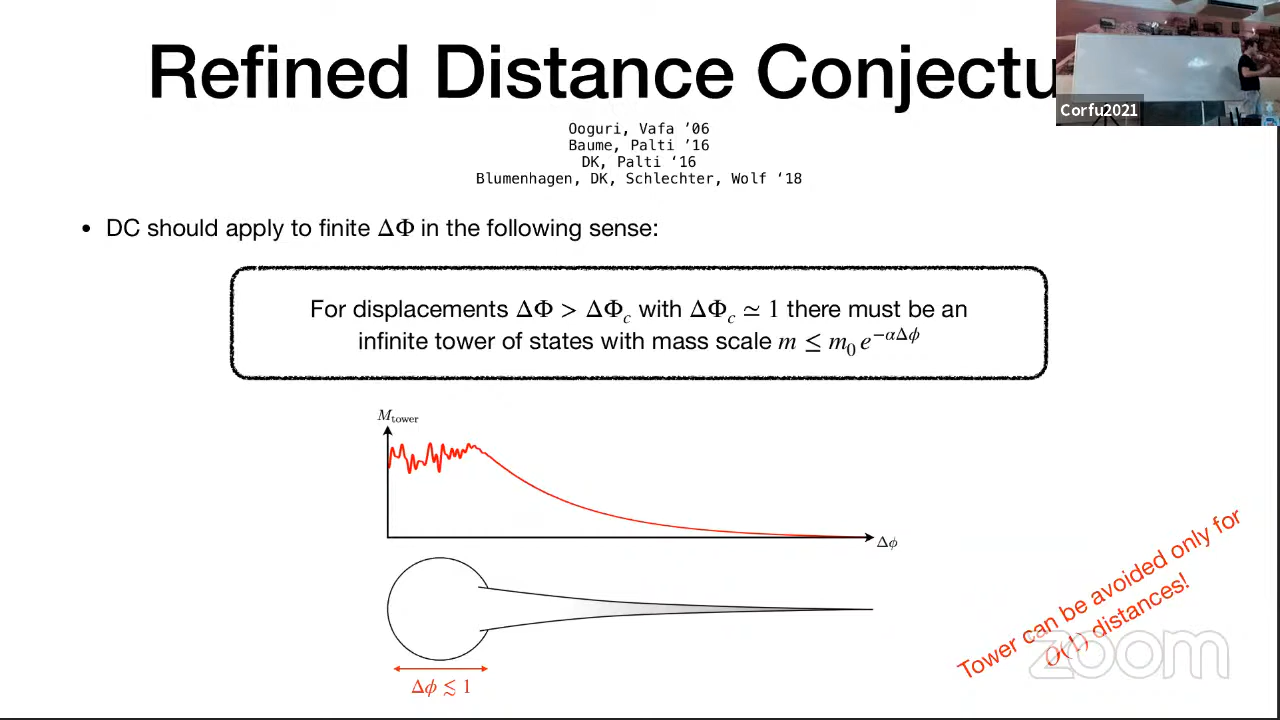 Refined Distance Conjectu
Corfu2021
Ooguri, Vafa ‘06
Baume, Palti ’16
DK, Palti ‘16
Blumenhagen, DK, Schlechter, Wolf ‘18
• DC should apply to finite ΔΦ in the following sense:
For displacements ΔΦ > ΔΦ_c with ΔΦ_c ≃ 1 there must be an
infinite tower of states with mass scale m ≤ m_0 e^{−αΔϕ}
M_tower
Δϕ
Δϕ ≲ 1
Tower can be avoided only for
O(1) distances!
zoom